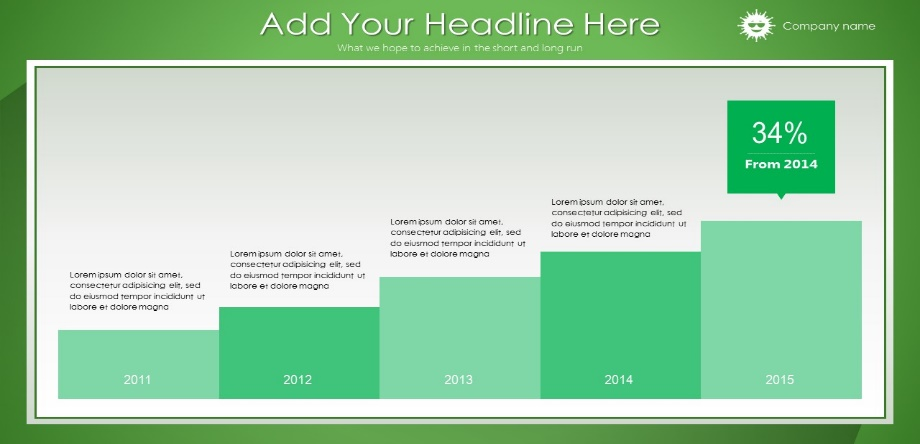 Add Your Headline Here
Company name
What we hope to achieve in the short and long run
34%
From 2014
Lorem ipsum dolor sit amet,
consectetur adipisicing elit, sed
do eiusmod tempor incididunt ut
labore et dolore magna
Lorem ipsum dolor sit amet,
consectetur adipisicing elit, sed
do eiusmod tempor incididunt ut
labore et dolore magna
Lorem ipsum dolor sit amet,
consectetur adipisicing elit, sed
do eiusmod tempor incididunt ut
labore et dolore magna
Lorem ipsum dolor sit amet,
consectetur adipisicing elit, sed
do eiusmod tempor incididunt ut
labore et dolore magna
2011
2012
2013
2014
2015